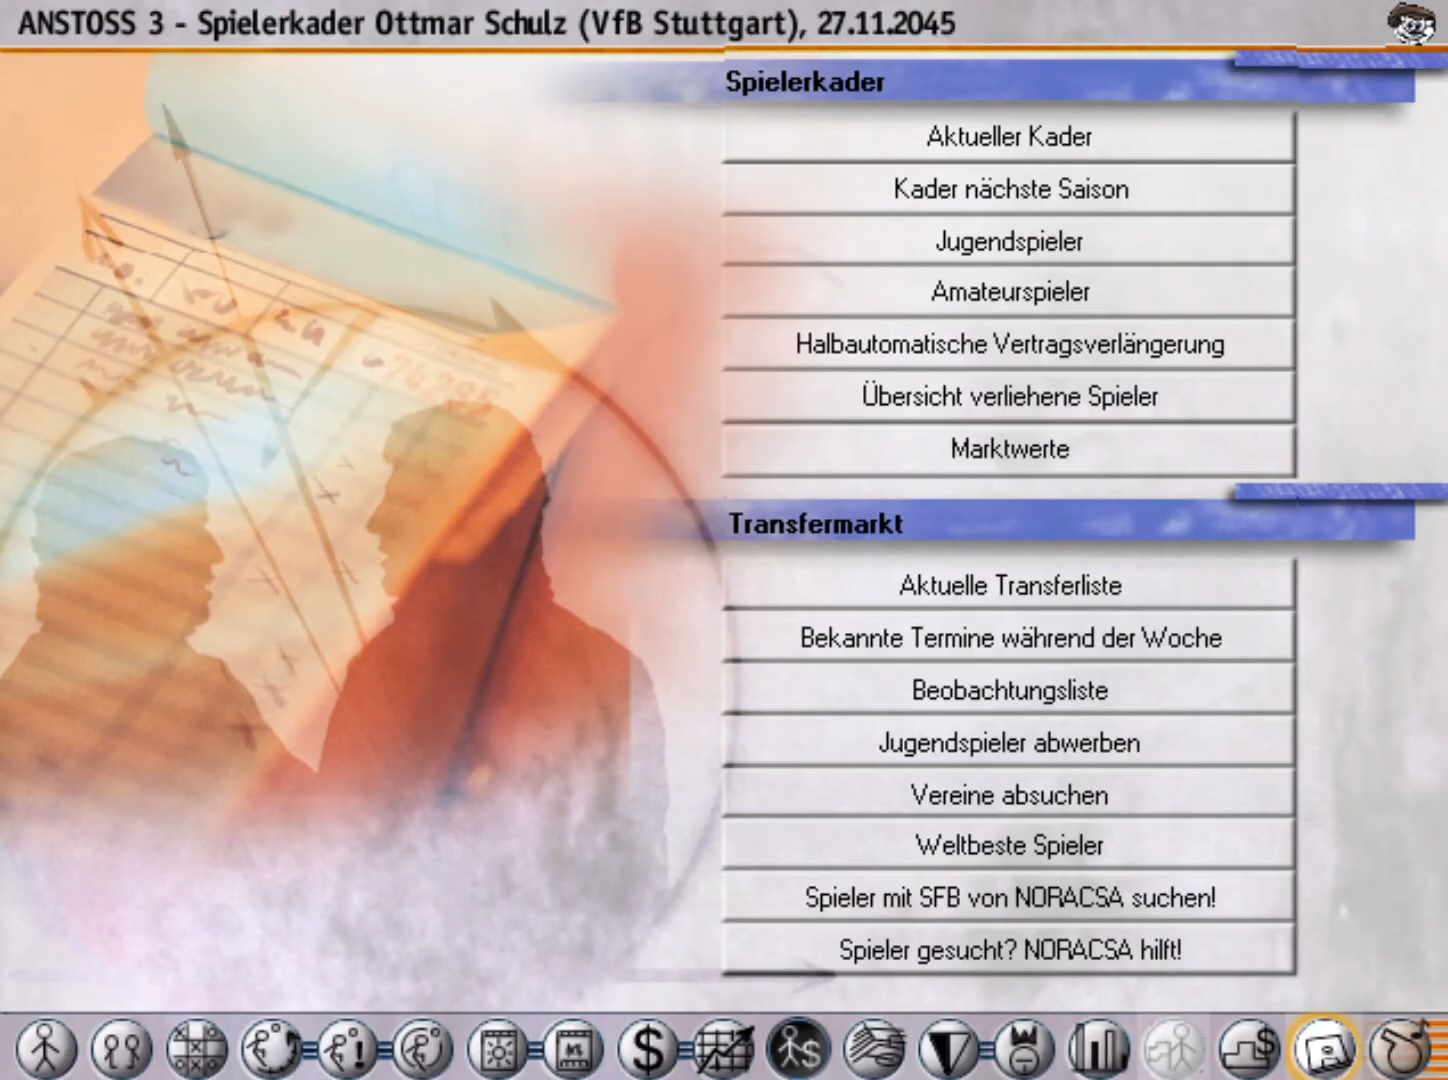 ANSTOSS 3 - Spielerkader Ottmar Schulz (VfB Stuttgart), 27.11.2045
Spielerkader
Aktueller Kader
Kader nächste Saison
Jugendspieler
Amateurspieler
Halbautomatische Vertragsverlängerung
Übersicht verliehene Spieler
Marktwerte
Transfermarkt
Aktuelle Transferliste
Bekannte Termine während der Woche
Beobachtungsliste
Jugendspieler abwerben
Vereine absuchen
Weltbeste Spieler
Spieler mit SFB von NORACSA suchen!
Spieler gesucht? NORACSA hilft!